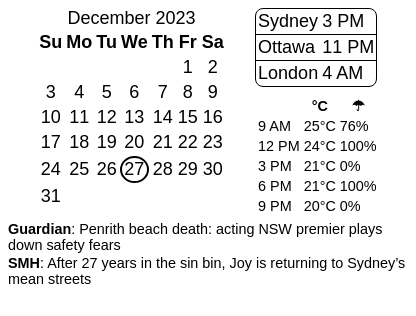 December 2023
Su Mo Tu We Th Fr Sa
1 2
3 4 5 6 7 8 9
10 11 12 13 14 15 16
17 18 19 20 21 22 23
24 25 26 27 28 29 30
31
Sydney 3 PM
Ottawa 11 PM
London 4 AM
°C ☂
9 AM 25°C 76%
12 PM 24°C 100%
3 PM 21°C 0%
6 PM 21°C 100%
9 PM 20°C 0%
Guardian: Penrith beach death: acting NSW premier plays
down safety fears
SMH: After 27 years in the sin bin, Joy is returning to Sydney’s
mean streets